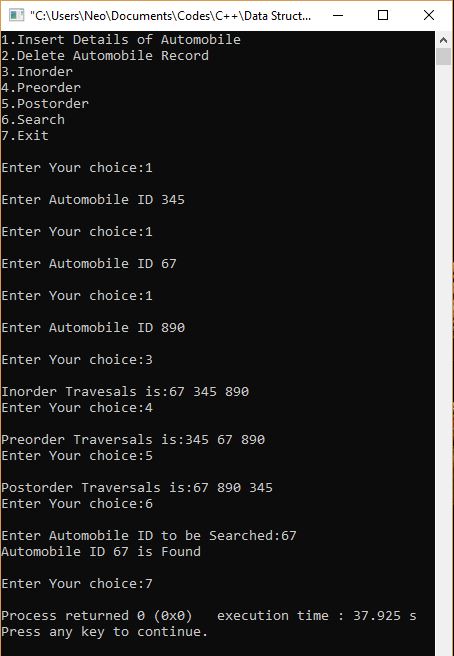 "C:\Users\Neo\Documents\Codes\C++\Data Struct...
1.Insert Details of Automobile
2.Delete Automobile Record
3.Inorder
4.Preorder
5.Postorder
6.Search
7.Exit
Enter Your choice:1
Enter Automobile ID 345
Enter Your choice:1
Enter Automobile ID 67
Enter Your choice:1
Enter Automobile ID 890
Enter Your choice:3
Inorder Travesals is:67 345 890
Enter Your choice:4
Preorder Traversals is:345 67 890
Enter Your choice:5
Postorder Traversals is:67 890 345
Enter Your choice:6
Enter Automobile ID to be Searched:67
Automobile ID 67 is Found
Enter Your choice:7
Process returned 0 (0x0)   execution time : 37.925 s
Press any key to continue.